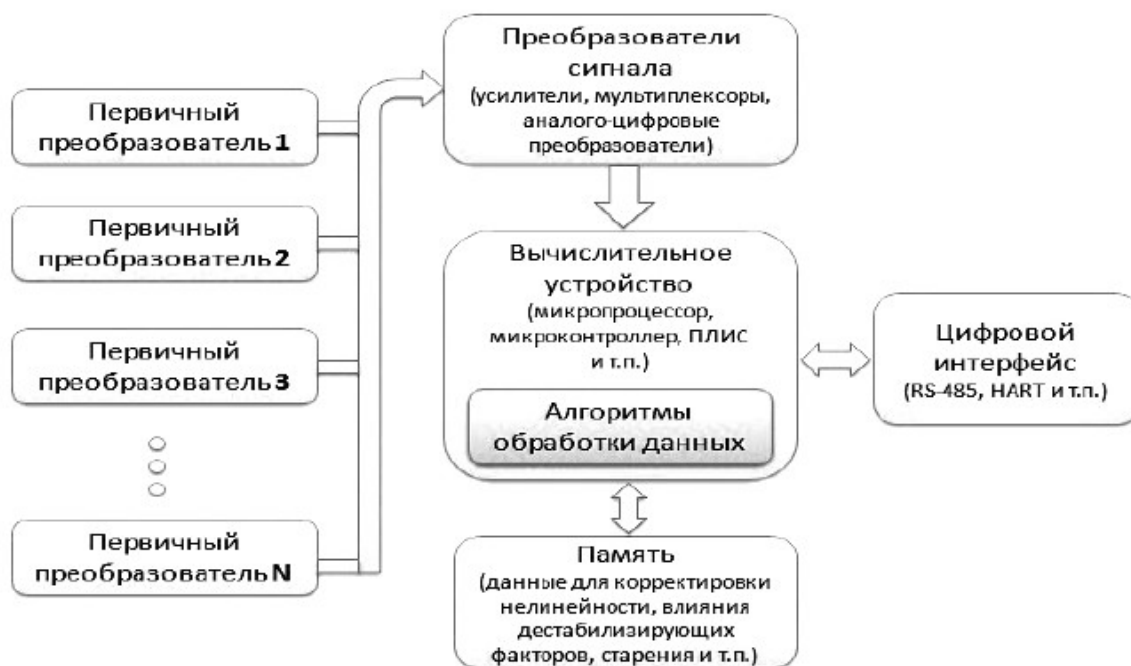 Первичный
преобразователь 1
Первичный
преобразователь 2
Первичный
преобразователь 3
Первичный
преобразователь N
Преобразователи
сигнала
(усилители, мультиплексоры,
аналого-цифровые
преобразователи)
Вычислительное
устройство
(микропроцессор,
микроконтроллер, ПЛИС
и т.п.)
Алгоритмы
обработки данных
Цифровой
интерфейс
(RS-485, HART и т.п.)
Память
(данные для корректировки
нелинейности, влияния
дестабилизирующих
факторов, старения и т.п.)